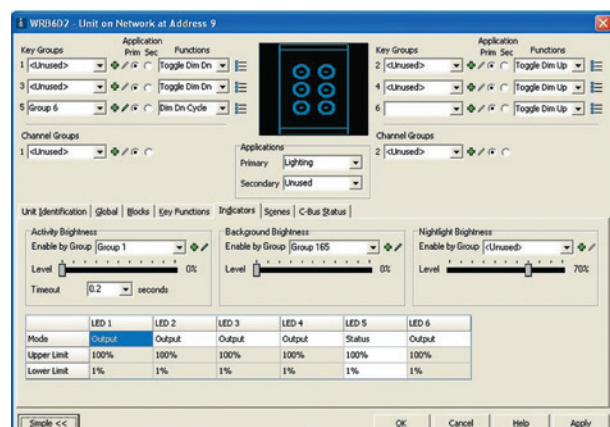 WRB6D2 - Unit on Network at Address 9
Application Application
Key Groups Prim Sec Functions Key Groups Prim Sec Functions
1 <Unused> Toggle Dim Dn 2 <Unused> Toggle Dim Up
3 <Unused> Toggle Dim Dn 4 <Unused> Toggle Dim Up
5 Group 6 Dim Dn Cycle 6 Toggle Dim Up
Channel Groups Channel Groups
1 <Unused> 2 <Unused>
Applications
Primary Lighting
Secondary Unused
Unit Identification Global Blocks Key Functions Indicators Scenes C-Bus Status
Activity Brightness Background Brightness Nightlight Brightness
Enable by Group Group 1 Enable by Group Group 165 Enable by Group <Unused>
Level 0% Level 0% Level 70%
Timeout 0.2 seconds
LED 1 LED 2 LED 3 LED 4 LED 5 LED 6
Mode Output Output Output Output Status Output
Upper Limit 100% 100% 100% 100% 100% 100%
Lower Limit 1% 1% 1% 1% 1% 1%
Simple << OK Cancel Help Apply